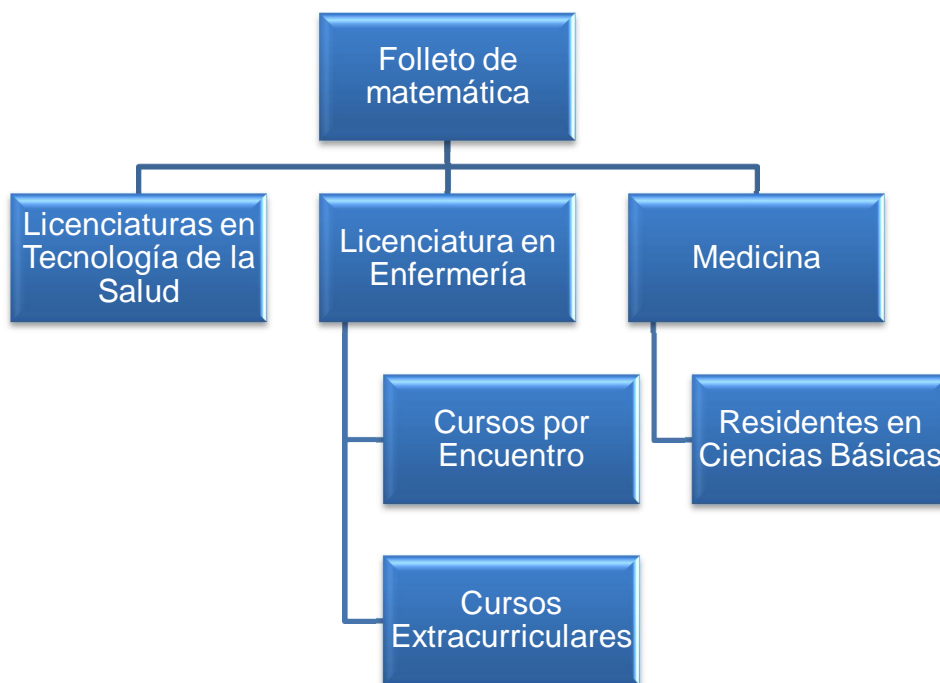 Folleto de
matemática
Licenciaturas en
Tecnología de la
Salud
Licenciatura en
Enfermería
Medicina
Cursos por
Encuentro
Residentes en
Ciencias Básicas
Cursos
Extracurriculares